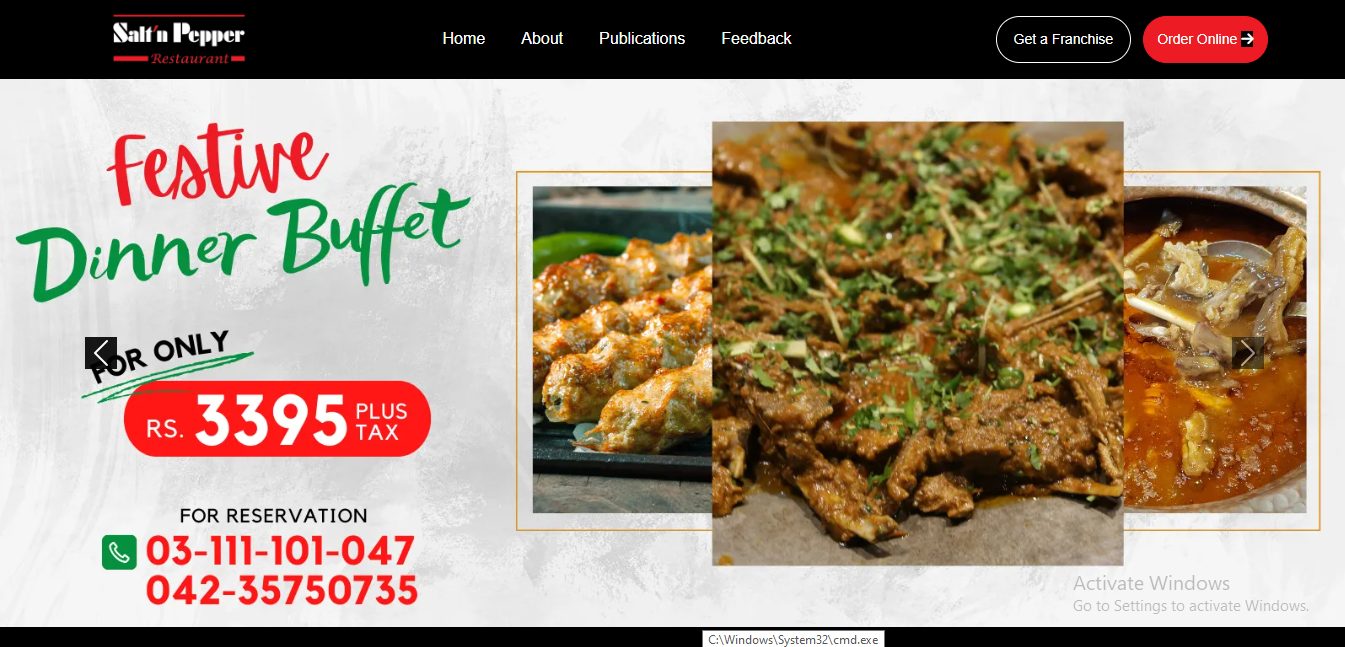 Salt'n Pepper
Restaurant
Home
About
Publications
Feedback
Get a Franchise
Order Online
Festive
Dinner Buffet
FOR ONLY
RS. 3395 PLUS TAX
FOR RESERVATION
03-111-101-047
042-35750735
Activate Windows
Go to Settings to activate Windows.
C:\Windows\System32\cmd.exe